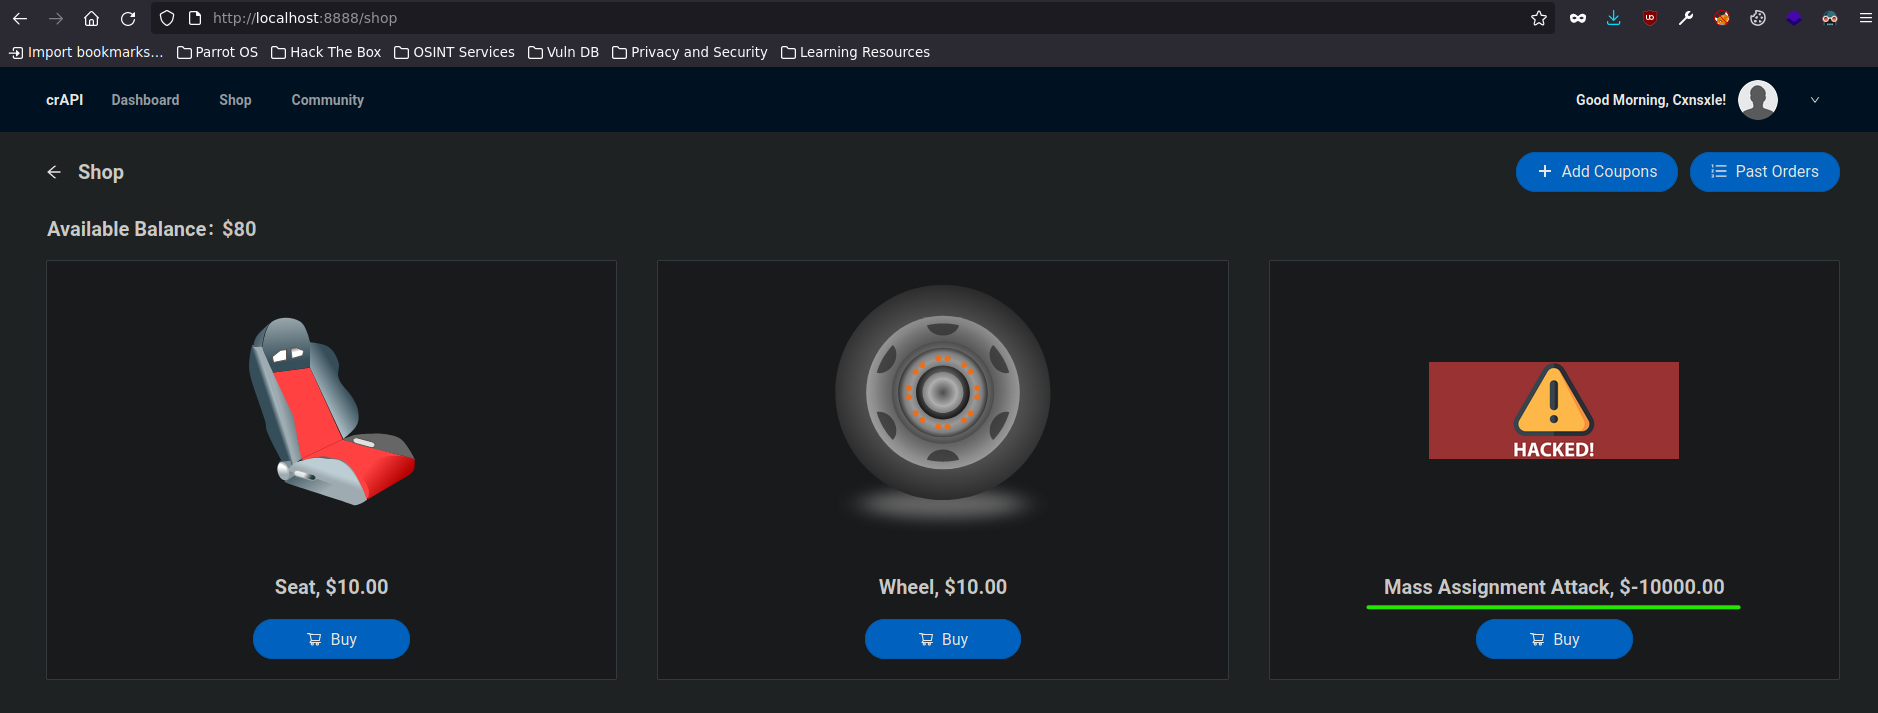 http://localhost:8888/shop
Import bookmarks... Parrot OS Hack The Box OSINT Services Vuln DB Privacy and Security Learning Resources
crAPI Dashboard Shop Community Good Morning, Cxnsxle!
Shop + Add Coupons Past Orders
Available Balance: $80
HACKED!
Seat, $10.00 Wheel, $10.00 Mass Assignment Attack, $-10000.00
Buy Buy Buy